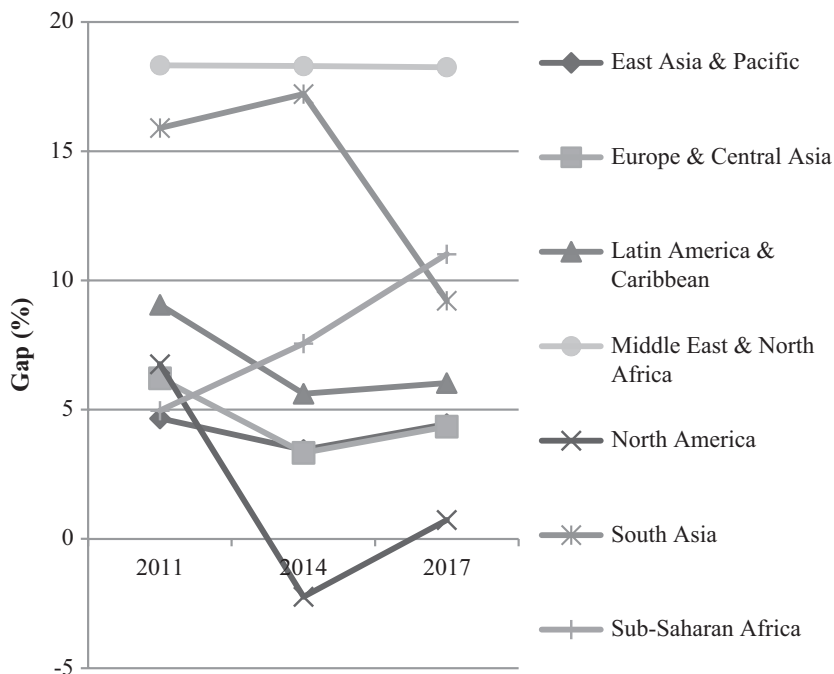 20
15
10
5
0
-5
Gap (%)
2011 2014 2017
East Asia & Pacific
Europe & Central Asia
Latin America &
Caribbean
Middle East & North
Africa
North America
South Asia
Sub-Saharan Africa